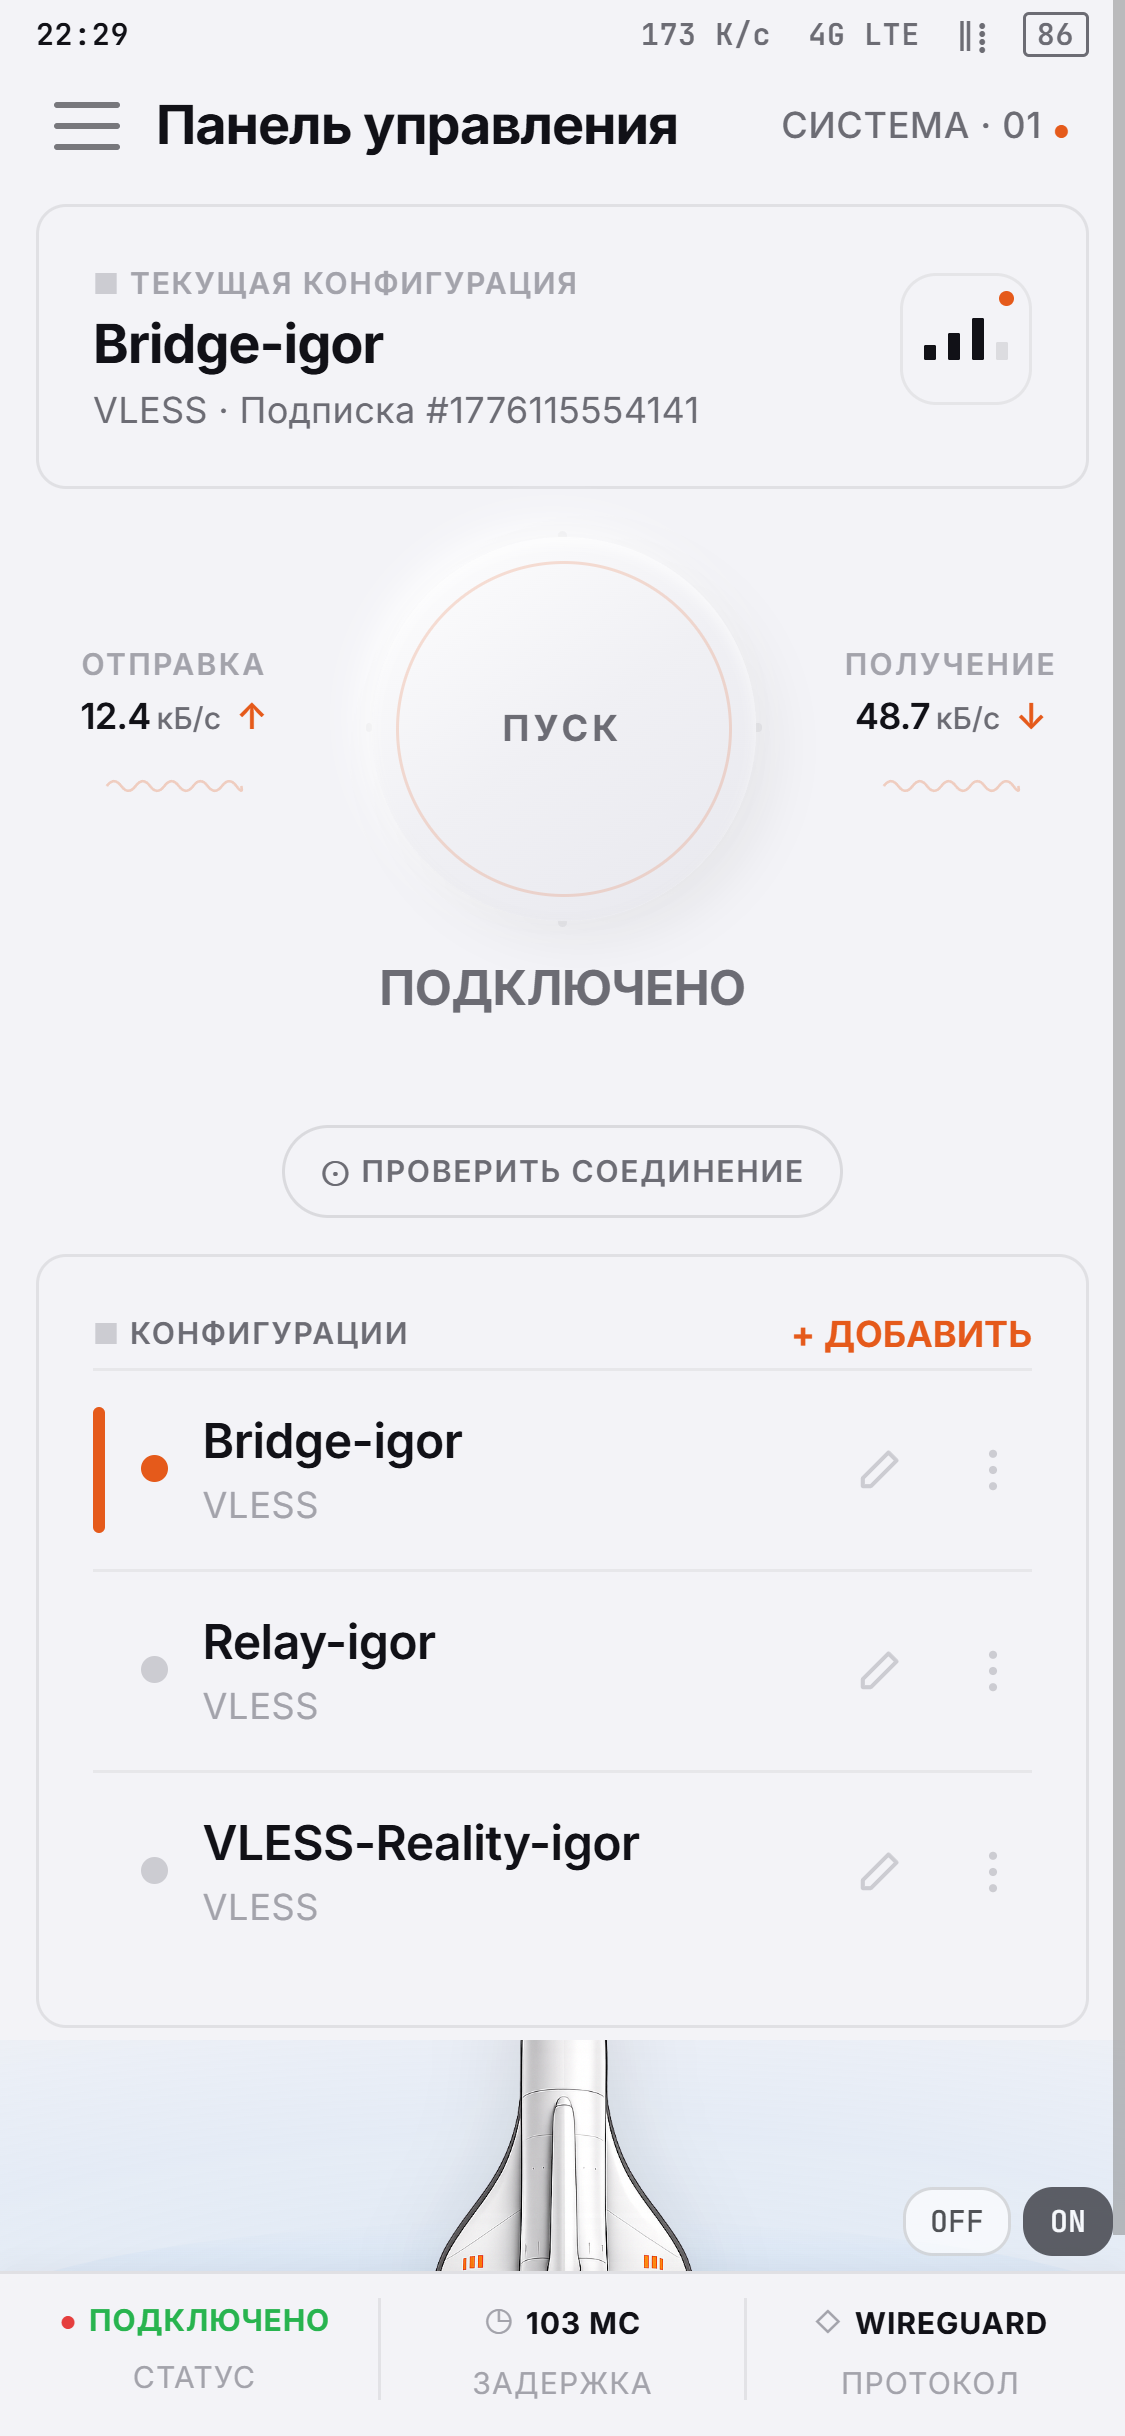 22:29 173 К/с 4G LTE 86
Панель управления СИСТЕМА · 01
ТЕКУЩАЯ КОНФИГУРАЦИЯ
Bridge-igor
VLESS · Подписка #1776115554141
ОТПРАВКА
12.4 кБ/с ↑
ПУСК
ПОЛУЧЕНИЕ
48.7 кБ/с ↓
ПОДКЛЮЧЕНО
ПРОВЕРИТЬ СОЕДИНЕНИЕ
КОНФИГУРАЦИИ + ДОБАВИТЬ
Bridge-igor
VLESS
Relay-igor
VLESS
VLESS-Reality-igor
VLESS
OFF ON
ПОДКЛЮЧЕНО
СТАТУС
103 МС
ЗАДЕРЖКА
WIREGUARD
ПРОТОКОЛ